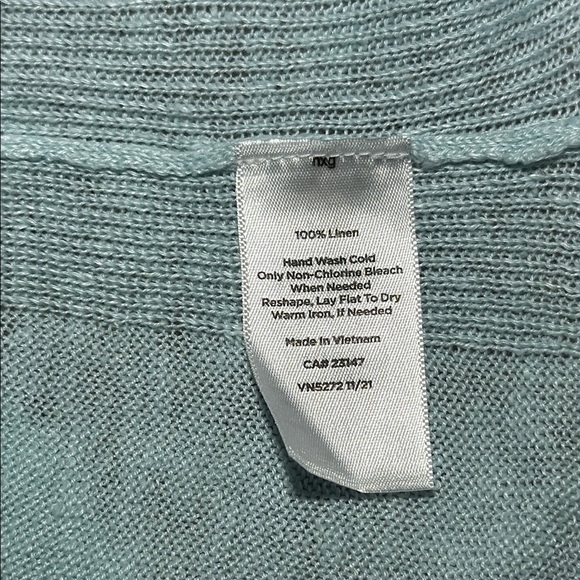 100% Linen
Hand Wash Cold
Only Non-Chlorine Bleach
When Needed
Reshape, Lay Flat To Dry
Warm Iron, If Needed
Made In Vietnam
CA# 23147
VN5272 11/21